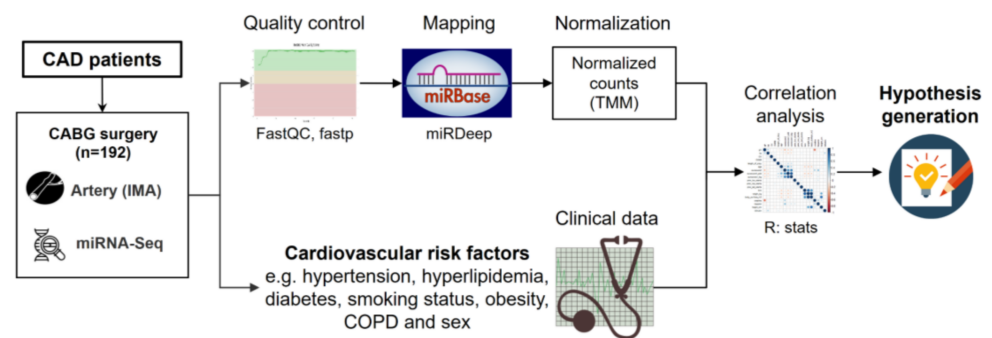 CAD patients
CABG surgery
(n=192)
Artery (IMA)
miRNA-Seq
Quality control
FastQC, fastp
Mapping
miRBase
miRDeep
Normalization
Normalized
counts
(TMM)
Cardiovascular risk factors
e.g. hypertension, hyperlipidemia,
diabetes, smoking status, obesity,
COPD and sex
Clinical data
Correlation
analysis
R: stats
Hypothesis
generation